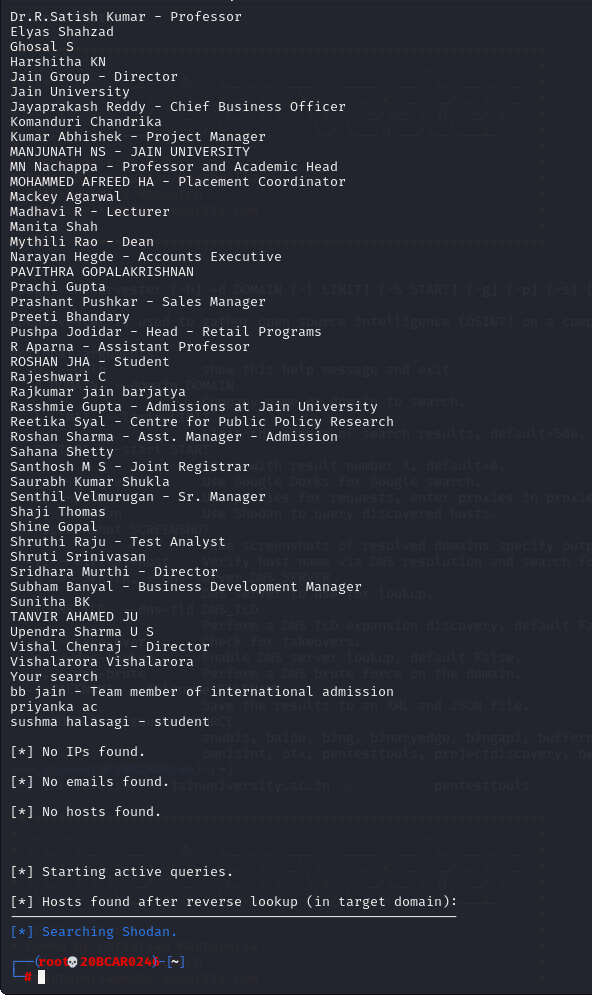 Dr.R.Satish Kumar - Professor
Elyas Shahzad
Ghosal S
Harshitha KN
Jain Group - Director
Jain University
Jayaprakash Reddy - Chief Business Officer
Komanduri Chandrika
Kumar Abhishek - Project Manager
MANJUNATH NS - JAIN UNIVERSITY
MN Nachappa - Professor and Academic Head
MOHAMMED AFREED HA - Placement Coordinator
Mackey Agarwal
Madhavi R - Lecturer
Manita Shah
Mythili Rao - Dean
Narayan Hegde - Accounts Executive
PAVITHRA GOPALAKRISHNAN
Prachi Gupta
Prashant Pushkar - Sales Manager
Preeti Bhandary
Pushpa Jodidar - Head - Retail Programs
R Aparna - Assistant Professor
ROSHAN JHA - Student
Rajeshwari C
Rajkumar jain barjatya
Rasshmie Gupta - Admissions at Jain University
Reetika Syal - Centre for Public Policy Research
Roshan Sharma - Asst. Manager - Admission
Sahana Shetty
Santhosh M S - Joint Registrar
Saurabh Kumar Shukla
Senthil Velmurugan - Sr. Manager
Shaji Thomas
Shine Gopal
Shruthi Raju - Test Analyst
Shruti Srinivasan
Sridhara Murthi - Director
Subham Banyal - Business Development Manager
Sunitha BK
TANVIR AHAMED JU
Upendra Sharma U S
Vishal Chenraj - Director
Vishalarora Vishalarora
Your search
bb jain - Team member of international admission
priyanka ac
sushma halasagi - student
[*] No IPs found.
[*] No emails found.
[*] No hosts found.
[*] Starting active queries.
[*] Hosts found after reverse lookup (in target domain):
[*] Searching Shodan.
(root💀20BCAR0246)-[~]
#